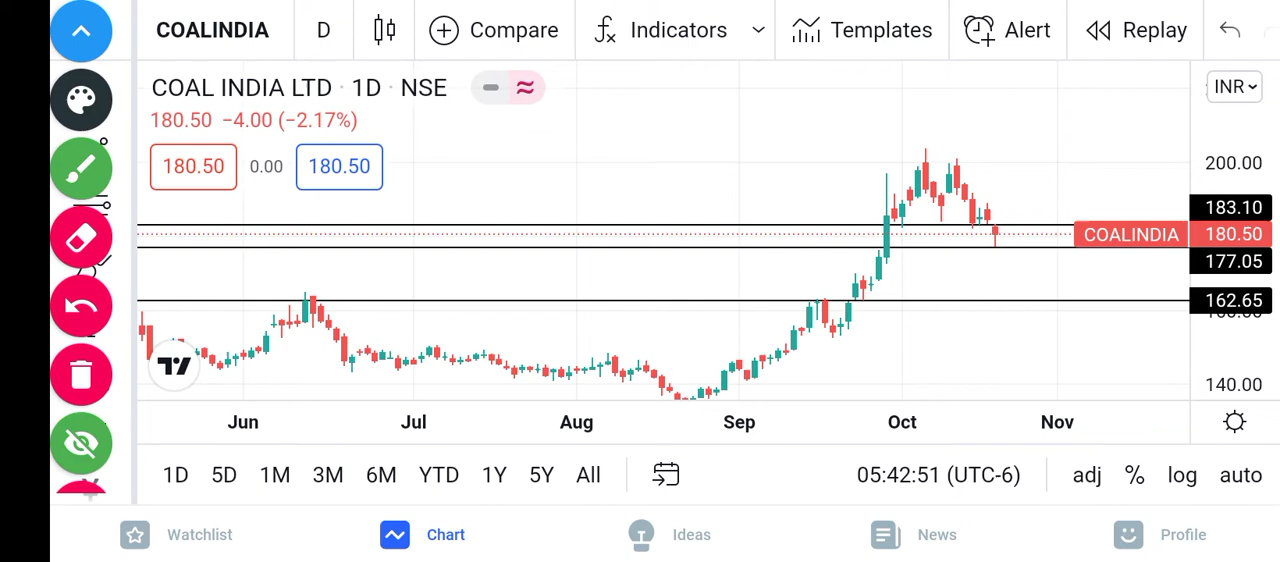 COALINDIA D Compare Indicators Templates Alert Replay
COAL INDIA LTD · 1D · NSE INR
180.50 −4.00 (−2.17%)
180.50 0.00 180.50
200.00
183.10
COALINDIA 180.50
177.05
162.65
140.00
Jun Jul Aug Sep Oct Nov
1D 5D 1M 3M 6M YTD 1Y 5Y All 05:42:51 (UTC-6) adj % log auto
Watchlist Chart Ideas News Profile